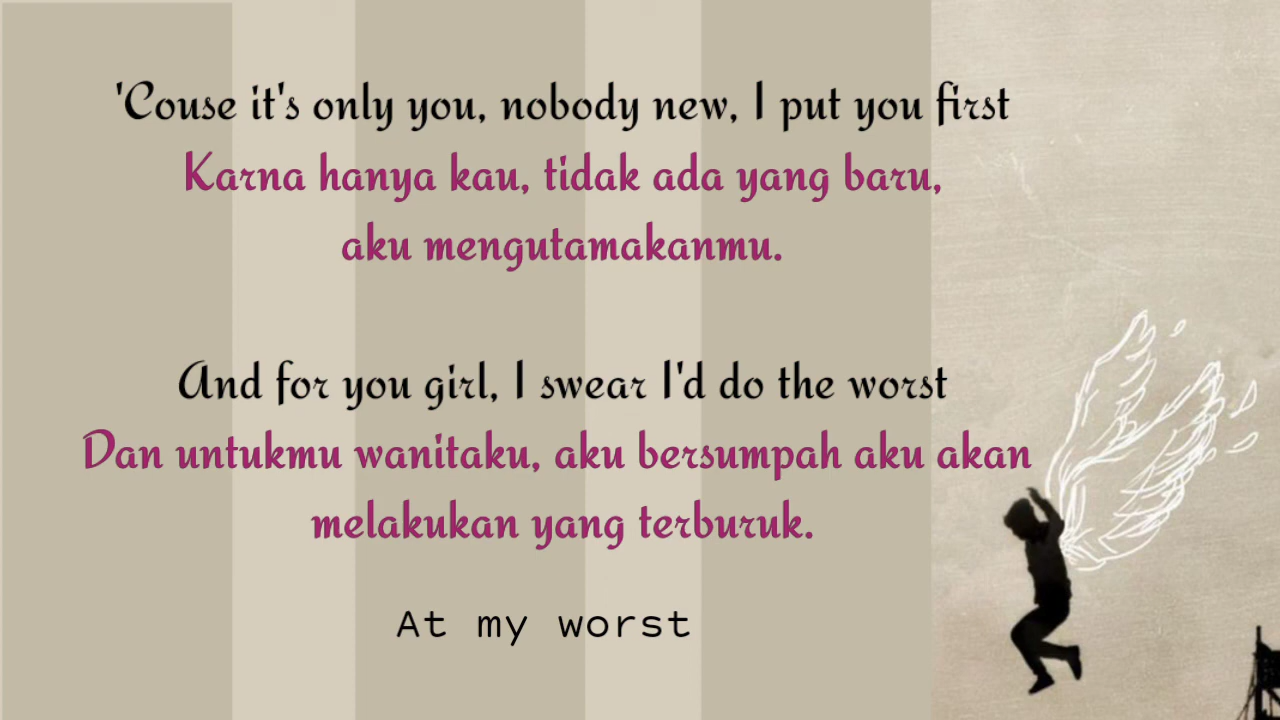 'Couse it's only you, nobody new, I put you first
Karna hanya kau, tidak ada yang baru,
aku mengutamakanmu.
And for you girl, I swear I'd do the worst
Dan untukmu wanitaku, aku bersumpah aku akan
melakukan yang terburuk.
At my worst